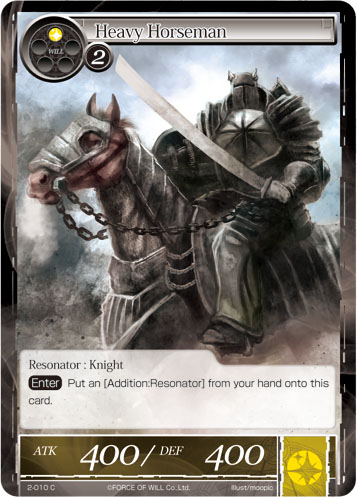 Heavy Horseman
WILL
2
Resonator : Knight
Enter Put an [Addition:Resonator] from your hand onto this
card.
ATK 400 / DEF 400
2-010 C ©FORCE OF WILL Co.,Ltd. Illust/moopic